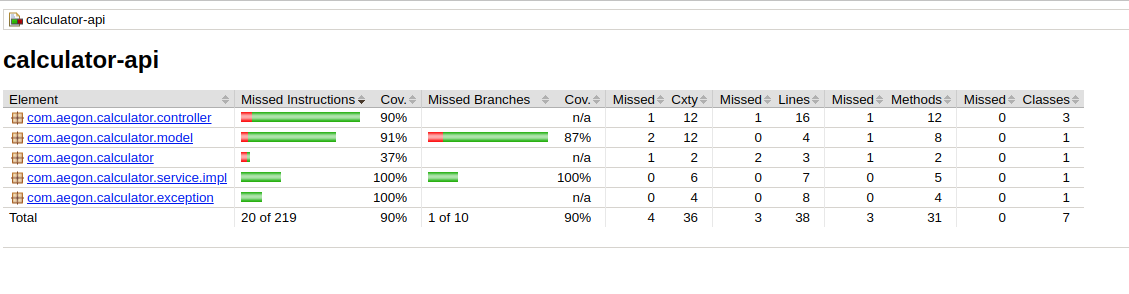 calculator-api
calculator-api
Element Missed Instructions Cov. Missed Branches Cov. Missed Cxty Missed Lines Missed Methods Missed Classes
com.aegon.calculator.controller 90% n/a 1 12 1 16 1 12 0 3
com.aegon.calculator.model 91% 87% 2 12 0 4 1 8 0 1
com.aegon.calculator 37% n/a 1 2 2 3 1 2 0 1
com.aegon.calculator.service.impl 100% 100% 0 6 0 7 0 5 0 1
com.aegon.calculator.exception 100% n/a 0 4 0 8 0 4 0 1
Total 20 of 219 90% 1 of 10 90% 4 36 3 38 3 31 0 7